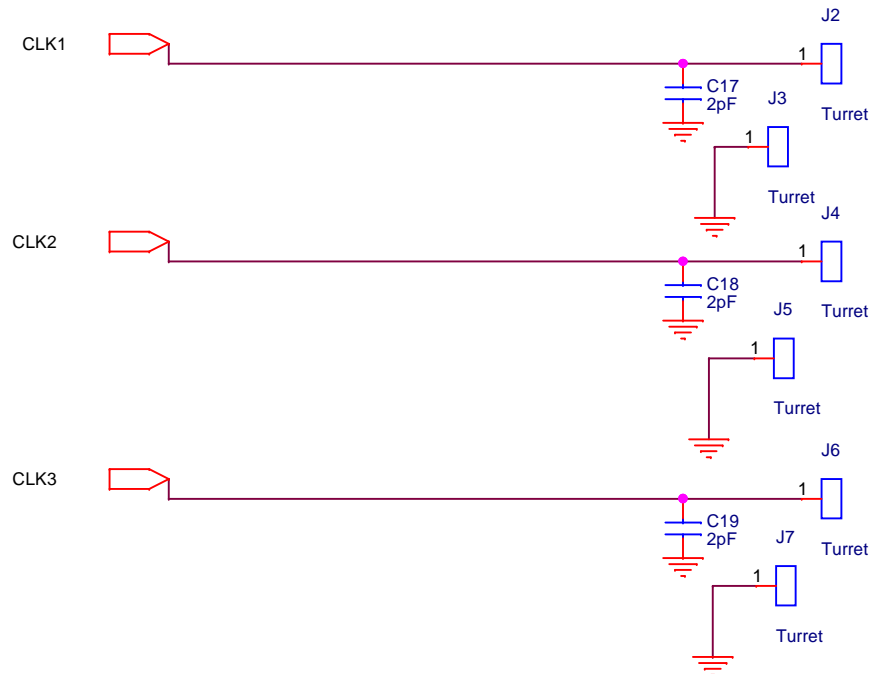 J2
CLK1
1
C17
2pF
J3
Turret
1
Turret
J4
CLK2
1
C18
2pF
J5
Turret
1
Turret
J6
CLK3
1
C19
2pF
J7
Turret
1
Turret